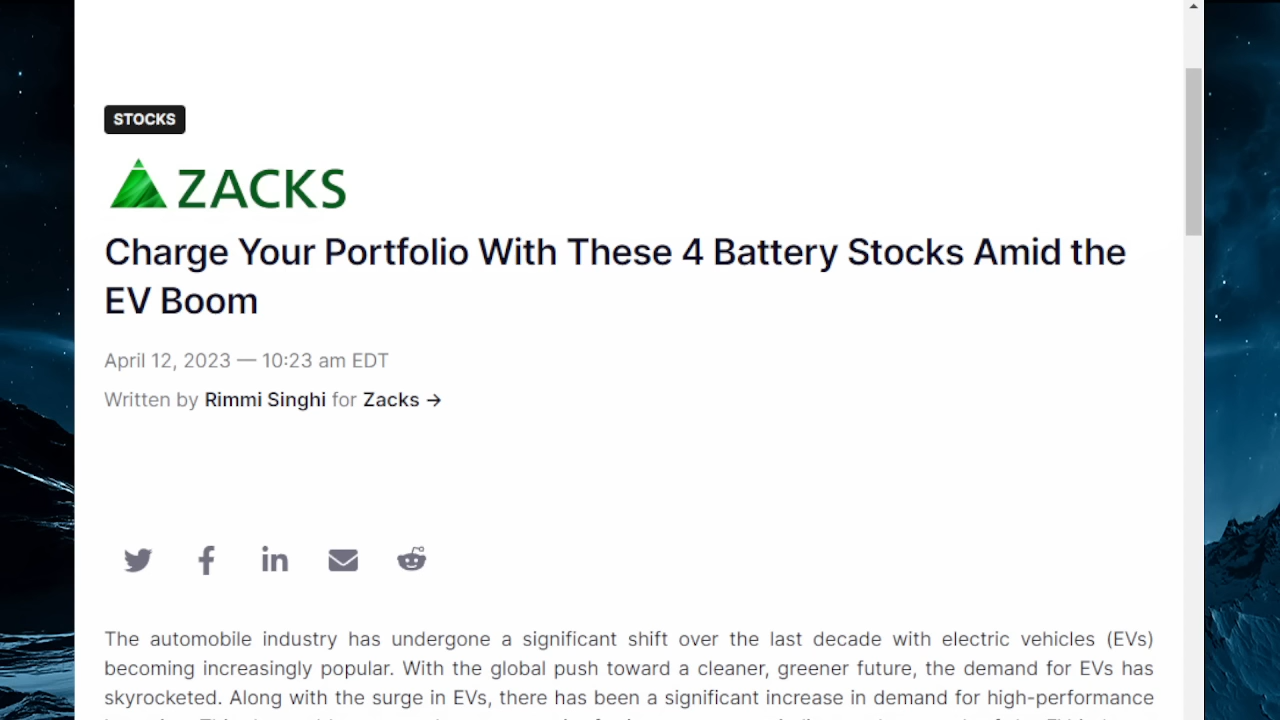 STOCKS
ZACKS
Charge Your Portfolio With These 4 Battery Stocks Amid the
EV Boom
April 12, 2023 — 10:23 am EDT
Written by Rimmi Singhi for Zacks →
The automobile industry has undergone a significant shift over the last decade with electric vehicles (EVs)
becoming increasingly popular. With the global push toward a cleaner, greener future, the demand for EVs has
skyrocketed. Along with the surge in EVs, there has been a significant increase in demand for high-performance